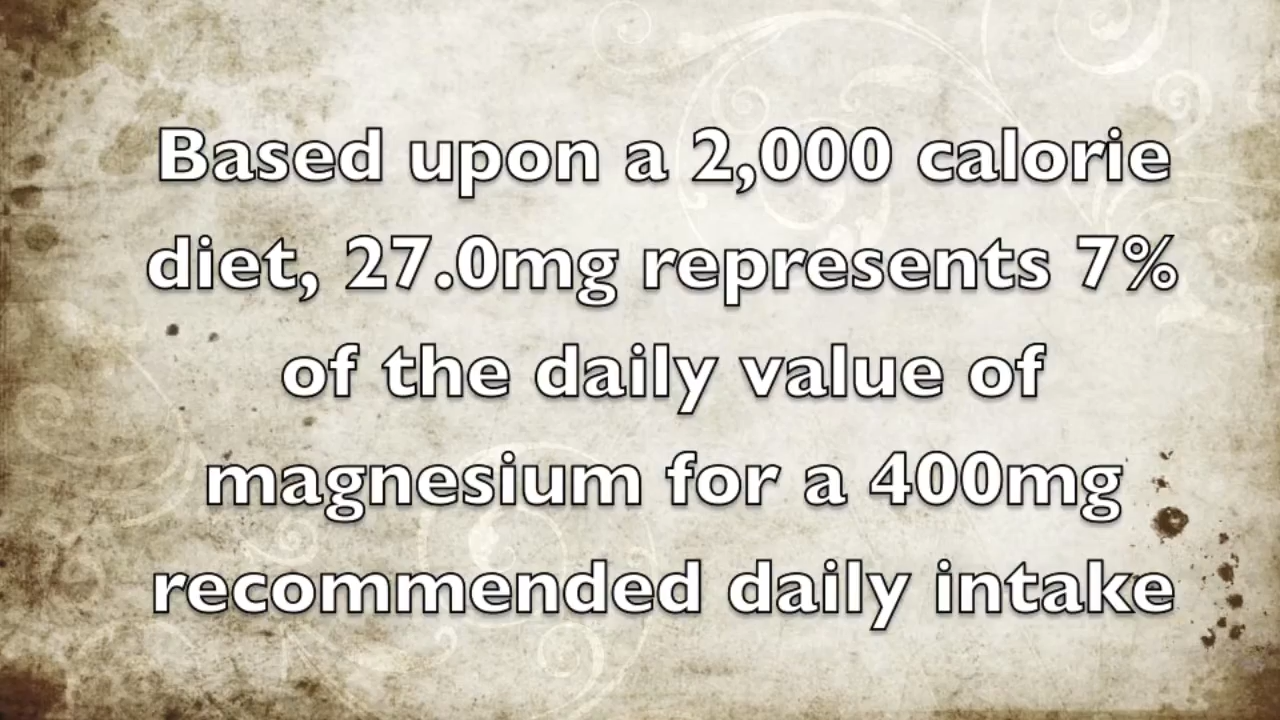 Based upon a 2,000 calorie
diet, 27.0mg represents 7%
of the daily value of
magnesium for a 400mg
recommended daily intake